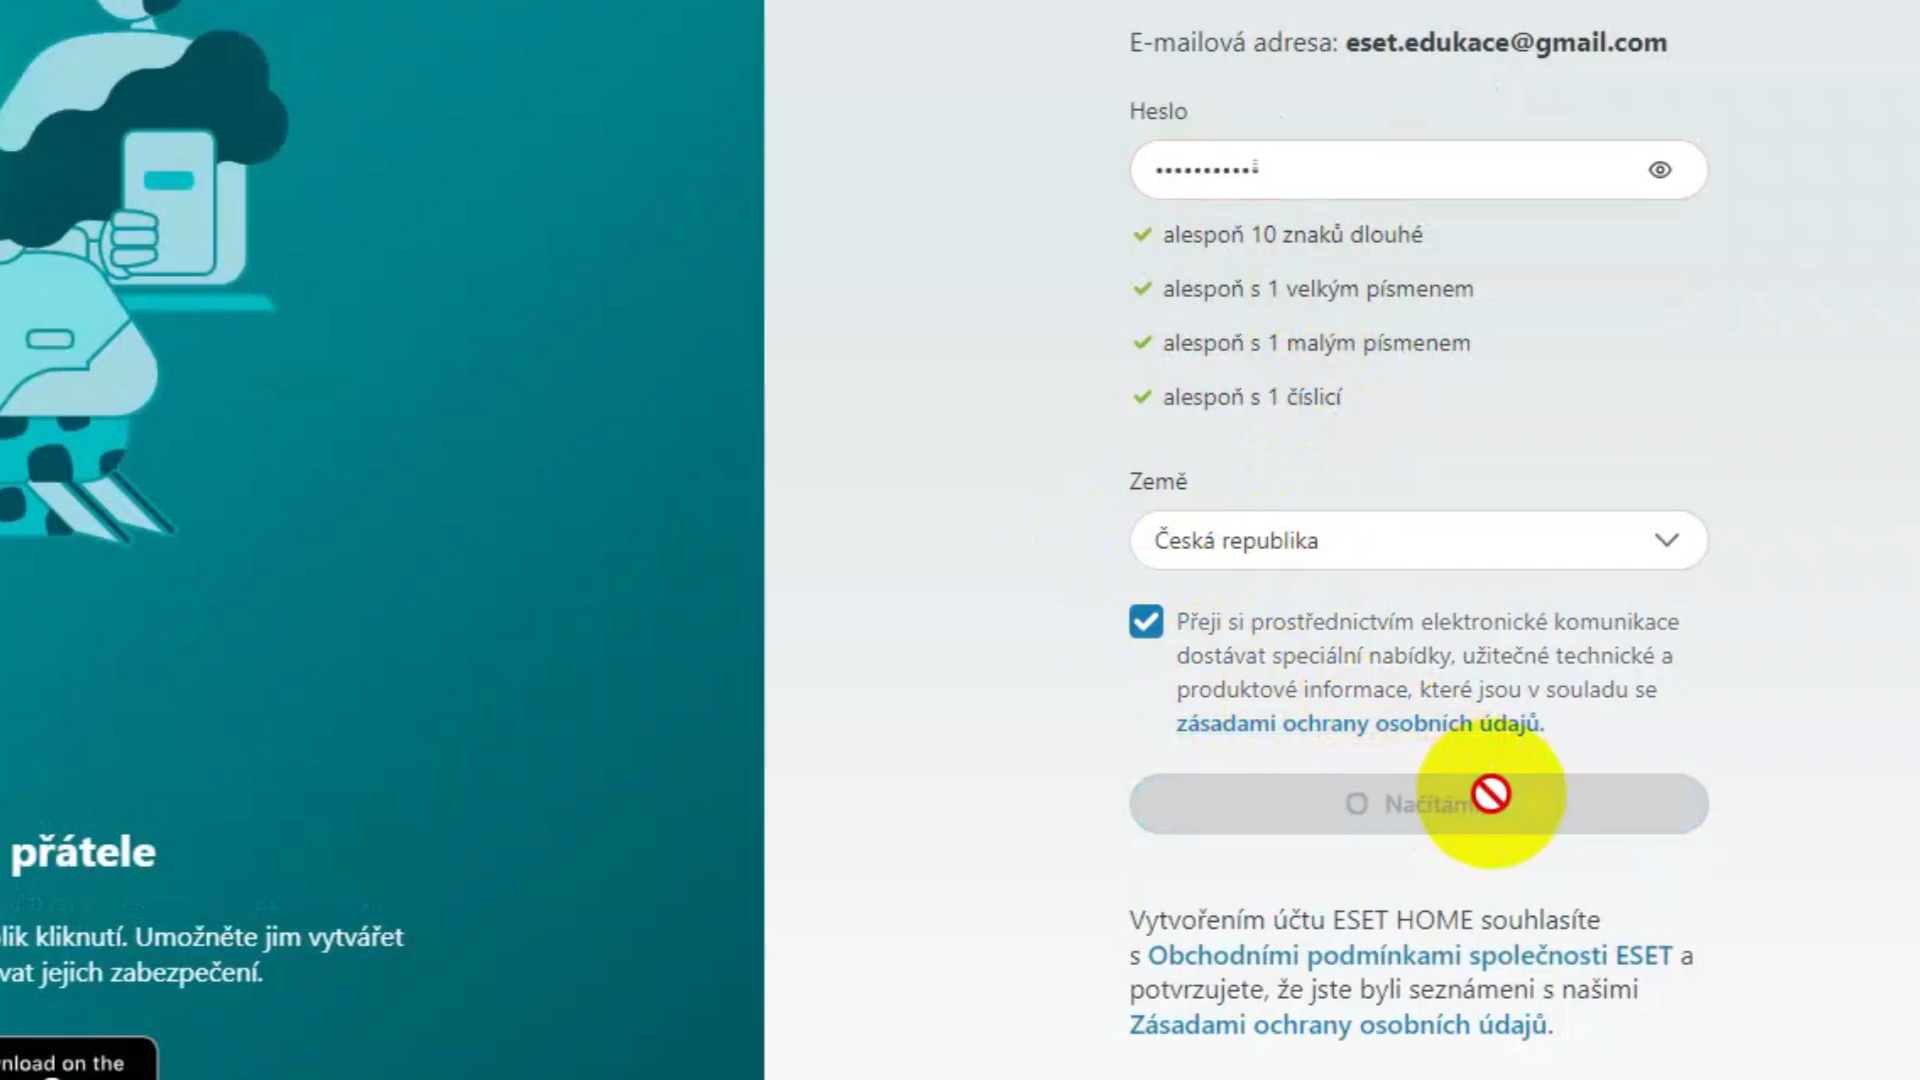 E-mailová adresa: eset.edukace@gmail.com
Heslo
alespoň 10 znaků dlouhé
alespoň s 1 velkým písmenem
alespoň s 1 malým písmenem
alespoň s 1 číslicí
Země
Česká republika
Přeji si prostřednictvím elektronické komunikace
dostávat speciální nabídky, užitečné technické a
produktové informace, které jsou v souladu se
zásadami ochrany osobních údajů.
Vytvořením účtu ESET HOME souhlasíte
s Obchodními podmínkami společnosti ESET a
potvrzujete, že jste byli seznámeni s našimi
Zásadami ochrany osobních údajů.
přátele
kliknutí. Umožněte jim vytvářet
jejich zabezpečení.
on the